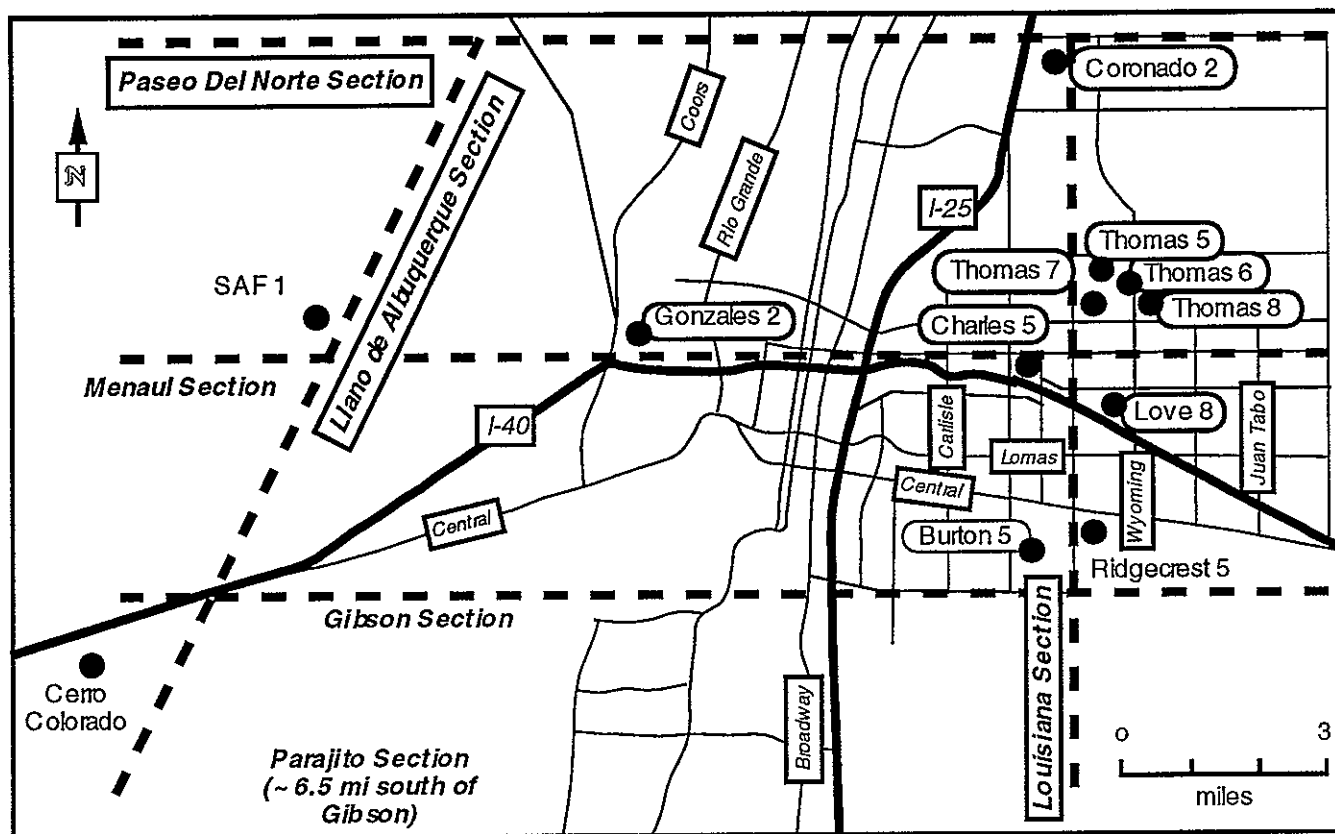 Paseo Del Norte Section
Coors
Coronado 2
N
Llano de Albuquerque Section
Rio Grande
I-25
Thomas 5
Thomas 7
Thomas 6
SAF 1
Thomas 8
Gonzales 2
Charles 5
Menaul Section
I-40
Carlisle
Love 8
Juan Tabo
Lomas
Central
Central
Wyoming
Burton 5
Ridgecrest 5
Gibson Section
Louisiana Section
Cerro
Colorado
Broadway
0
3
Parajito Section
(~ 6.5 mi south of
Gibson)
miles